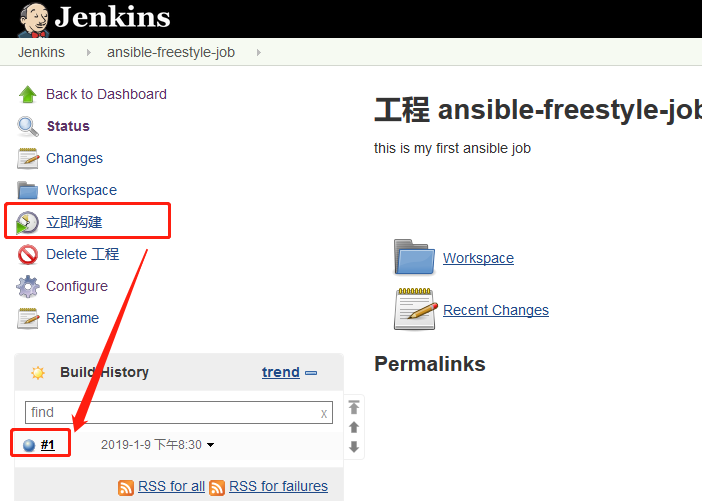 Jenkins
Jenkins ansible-freestyle-job
Back to Dashboard
Status
Changes
Workspace
立即构建
Delete 工程
Configure
Rename
Build History trend
find x
#1 2019-1-9 下午8:30
RSS for all RSS for failures
工程 ansible-freestyle-job
this is my first ansible job
Workspace
Recent Changes
Permalinks